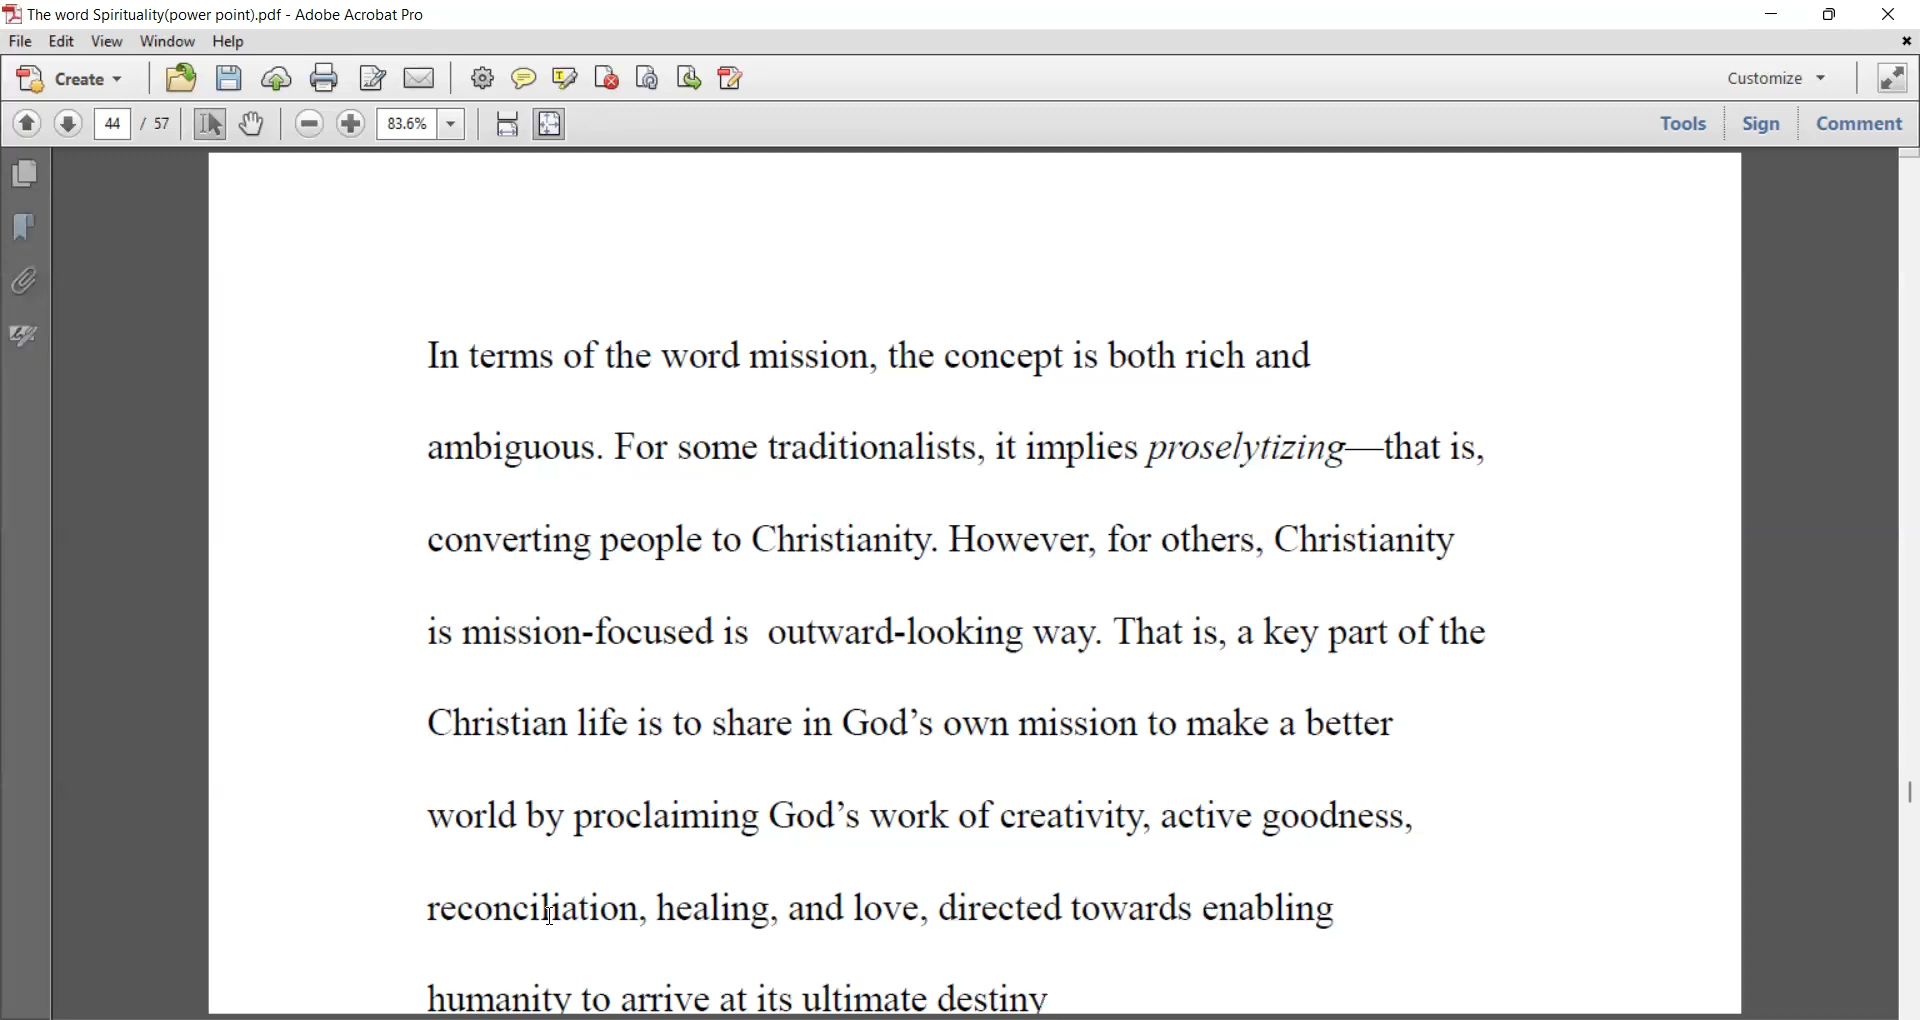 The word Spirituality(power point).pdf - Adobe Acrobat Pro
File Edit View Window Help
Create Customize
44 / 57 83.6% Tools Sign Comment
In terms of the word mission, the concept is both rich and
ambiguous. For some traditionalists, it implies proselytizing—that is,
converting people to Christianity. However, for others, Christianity
is mission-focused is  outward-looking way. That is, a key part of the
Christian life is to share in God’s own mission to make a better
world by proclaiming God’s work of creativity, active goodness,
reconciliation, healing, and love, directed towards enabling
humanity to arrive at its ultimate destiny